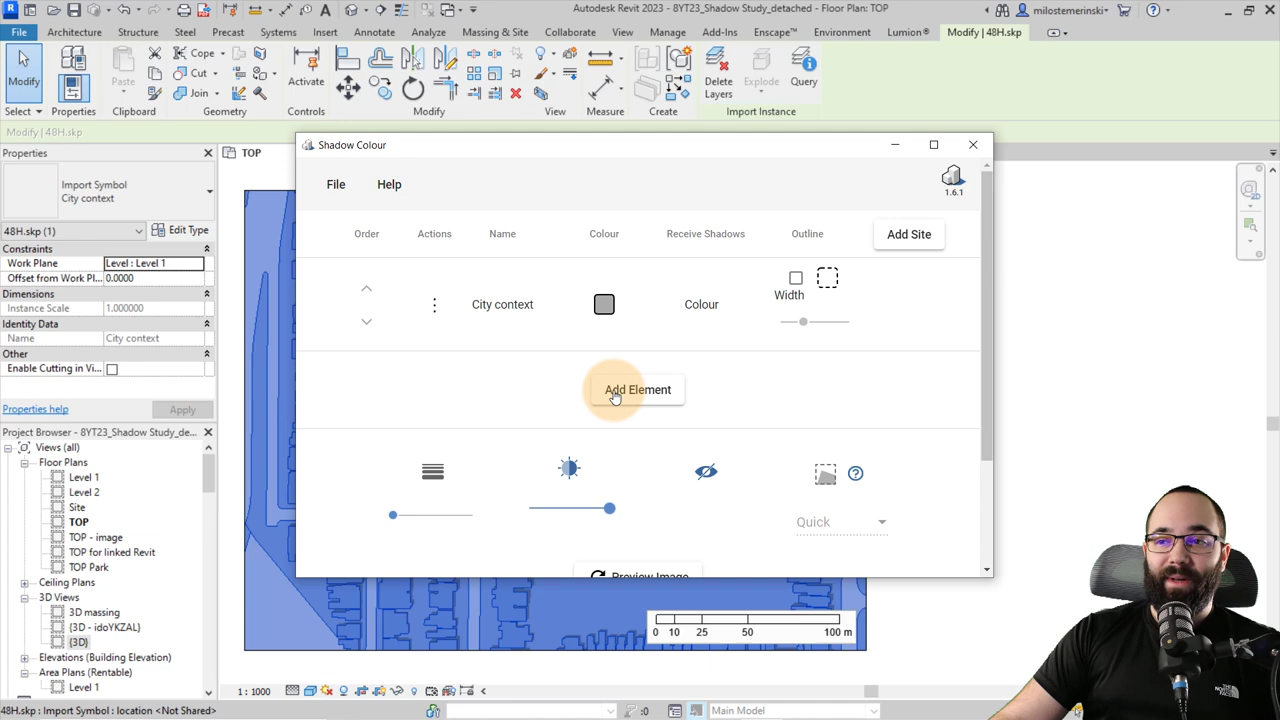 Autodesk Revit 2023 - 8YT23_Shadow Study_detached - Floor Plan: TOP
milostemerinski
File
Architecture
Structure
Steel
Precast
Systems
Insert
Annotate
Analyze
Massing & Site
Collaborate
View
Manage
Add-Ins
Enscape™
Environment
Lumion®
Modify | 48H.skp
Modify
Paste
Cope
Cut
Join
Activate
Delete
Layers
Explode
Query
Select
Properties
Clipboard
Geometry
Controls
Modify
View
Measure
Create
Import Instance
Modify | 48H.skp
Properties
Import Symbol
City context
48H.skp (1)
Edit Type
Constraints
Work Plane
Level : Level 1
Offset from Work Pl...
0.0000
Dimensions
Instance Scale
1.000000
Identity Data
Name
City context
Other
Enable Cutting in Vi...
Properties help
Apply
Project Browser - 8YT23_Shadow Study_de...
Views (all)
Floor Plans
Level 1
Level 2
Site
TOP
TOP - image
TOP for linked Revit
TOP Park
Ceiling Plans
3D Views
3D massing
{3D - idoYKZAL}
{3D}
Elevations (Building Elevation)
Area Plans (Rentable)
Level 1
TOP
Shadow Colour
File
Help
1.6.1
Order
Actions
Name
Colour
Receive Shadows
Outline
Add Site
City context
Colour
Width
Add Element
Quick
Preview Image
0 10 25 50 100 m
2D
1 : 1000
48H.skp : Import Symbol : location <Not Shared>
:0
Main Model
THE
NORTH
FACE